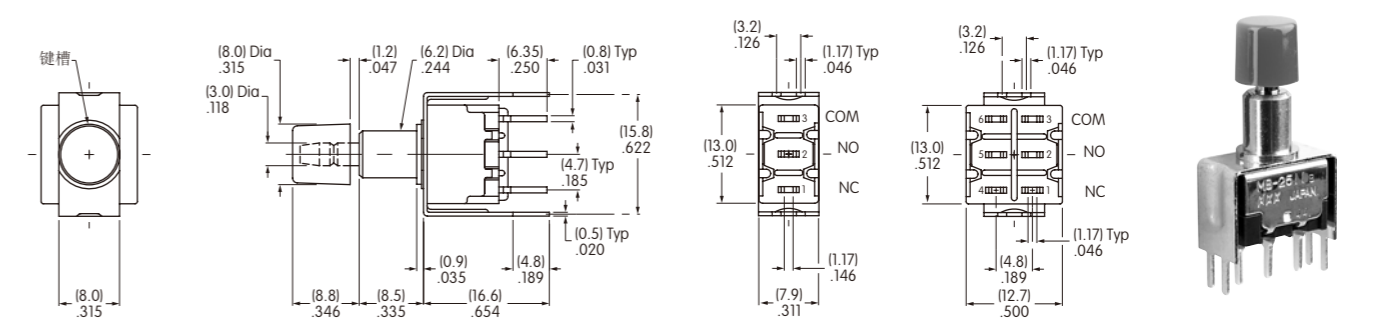 键槽
(8.0)
.315
(8.0) Dia
.315
(3.0) Dia
.118
(1.2)
.047
(6.2) Dia
.244
(6.35)
.250
(0.8) Typ
.031
(15.8)
.622
(4.7) Typ
.185
(0.5) Typ
.020
(0.9)
.035
(4.8)
.189
(8.8)
.346
(8.5)
.335
(16.6)
.654
(3.2)
.126
(1.17) Typ
.046
(13.0)
.512
3 COM
2 NO
1 NC
(1.17)
.146
(7.9)
.311
(3.2)
.126
(1.17) Typ
.046
(13.0)
.512
6 3 COM
5 2 NO
4 1 NC
(1.17) Typ
.046
(4.8)
.189
(12.7)
.500
JAPAN